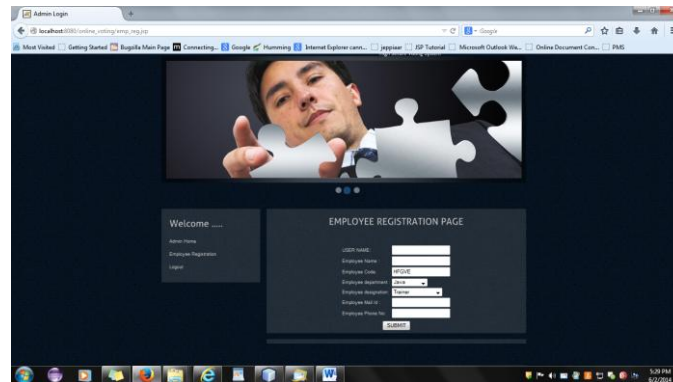 Admin Login
localhost:8080/online_voting/emp_reg.jsp
Google
Most Visited Getting Started Bugzilla Main Page Connecting... Google Humming Internet Explorer cann... jeppiaar JSP Tutorial Microsoft Outlook We... Online Document Con... PMS
Welcome .....
Admin Home
Employee Registration
Logout
EMPLOYEE REGISTRATION PAGE
USER NAME:
Employee Name :
Employee Code: HFGVE
Employee department : Java
Employee designation : Trainer
Employee Mail Id :
Employee Phone No:
SUBMIT
5:29 PM
6/2/2014